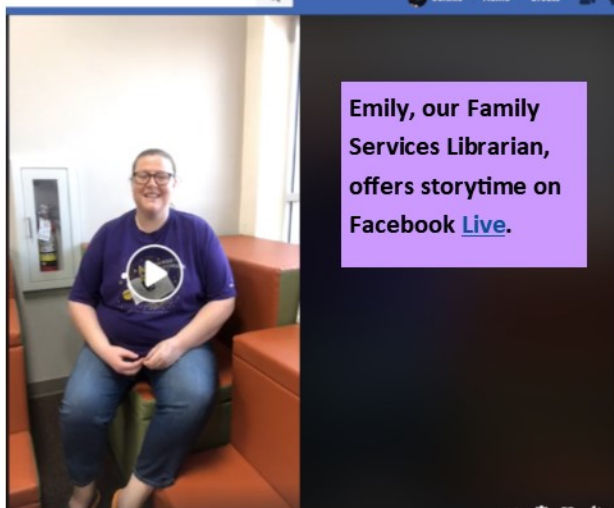 Emily, our Family
Services Librarian,
offers storytime on
Facebook Live.